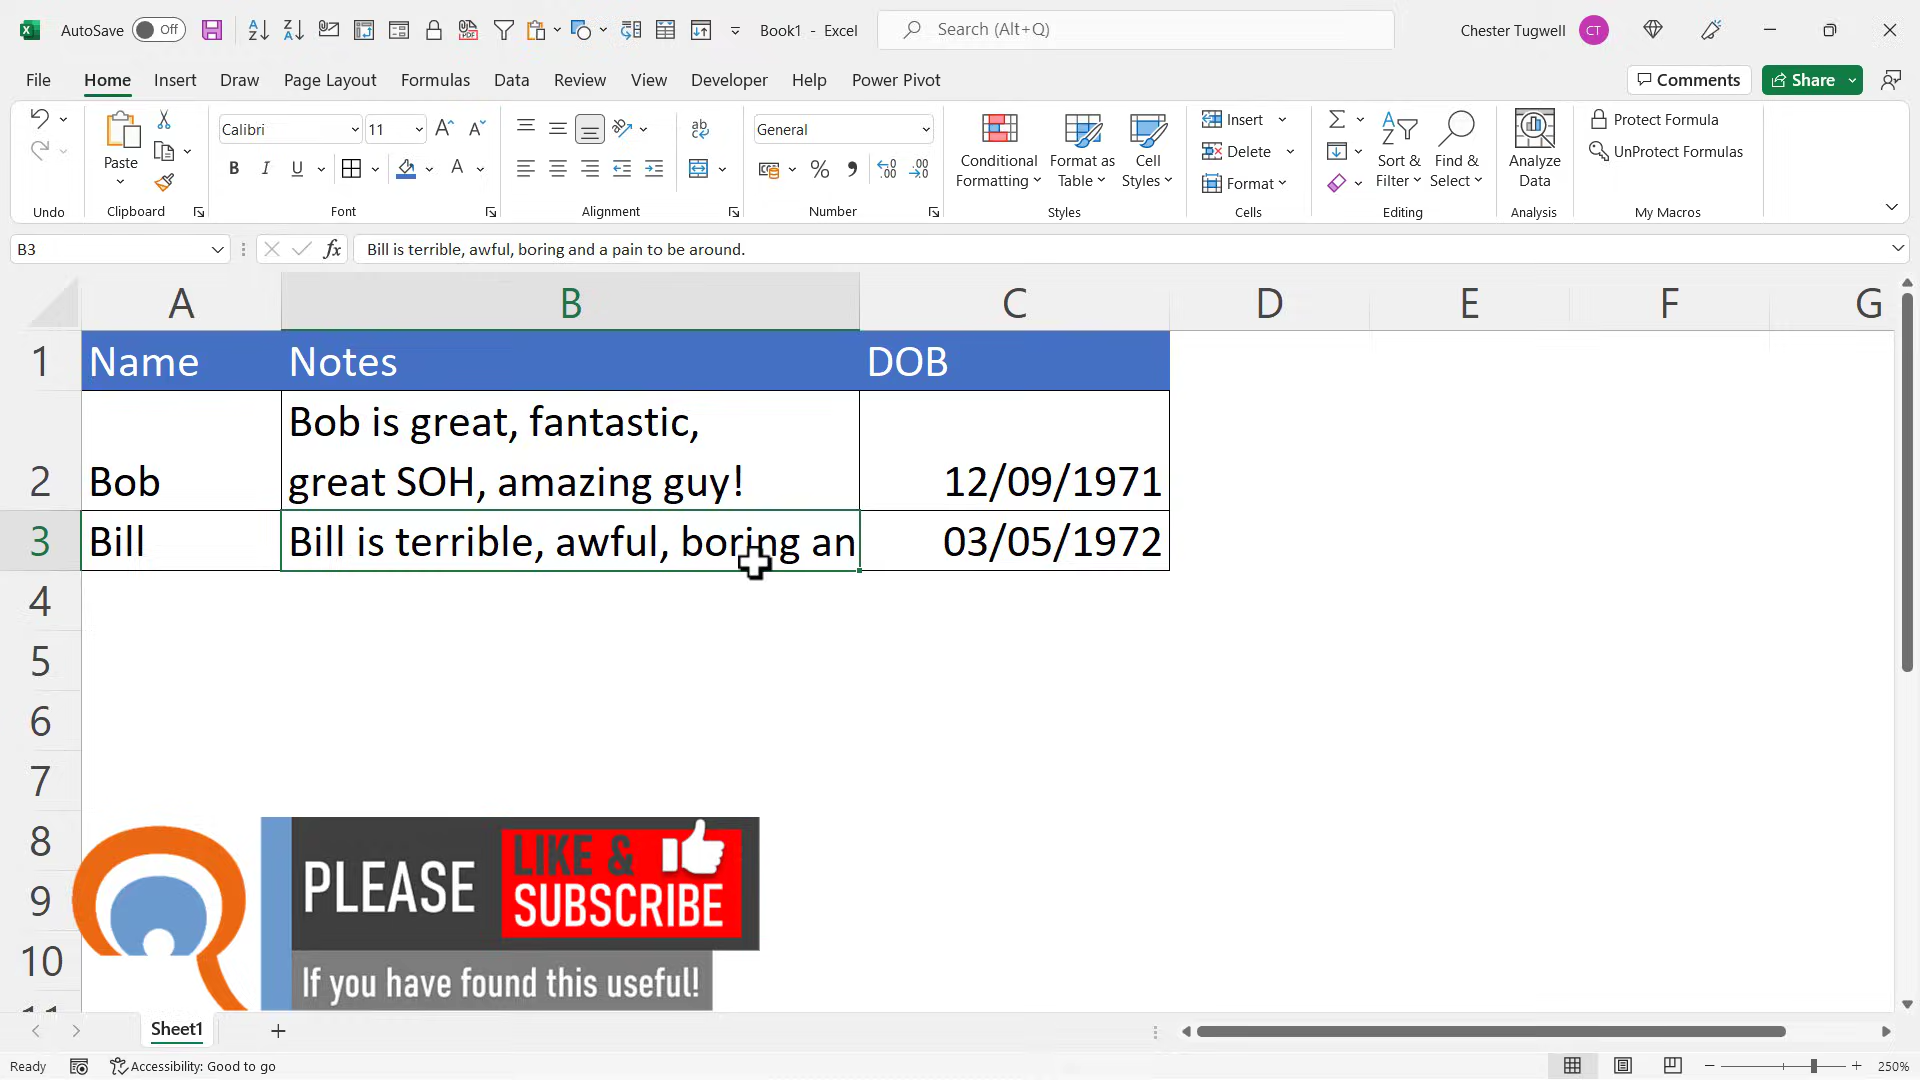 AutoSave Off Book1 - Excel Search (Alt+Q) Chester Tugwell CT
File Home Insert Draw Page Layout Formulas Data Review View Developer Help Power Pivot Comments Share
Paste
Calibri 11
B I U A
ab
General
% 9
Conditional Formatting
Format as Table
Cell Styles
Insert
Delete
Format
Sort & Filter
Find & Select
Analyze Data
Protect Formula
UnProtect Formulas
Undo Clipboard Font Alignment Number Styles Cells Editing Analysis My Macros
B3 fx Bill is terrible, awful, boring and a pain to be around.
A B C D E F G
1 Name Notes DOB
Bob is great, fantastic,
2 Bob great SOH, amazing guy! 12/09/1971
3 Bill Bill is terrible, awful, boring an 03/05/1972
4
5
6
7
8
9
10
PLEASE LIKE & SUBSCRIBE
If you have found this useful!
Sheet1
Ready Accessibility: Good to go 250%